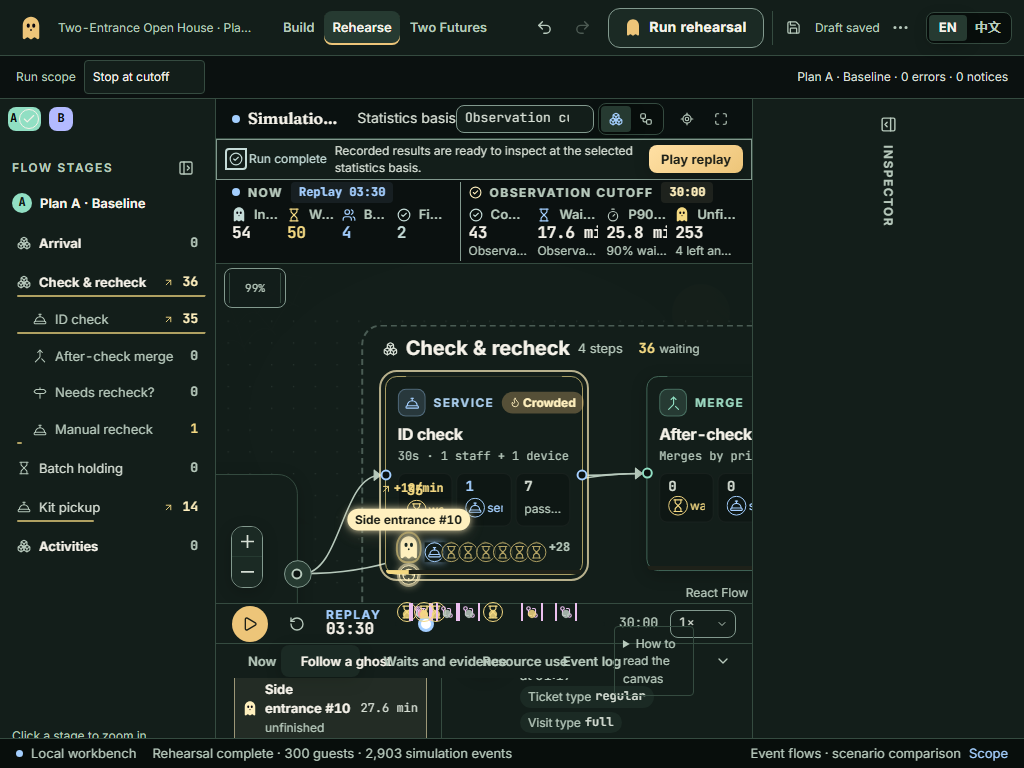 Two-Entrance Open House · Pla...
Build
Rehearse
Two Futures
Run rehearsal
Draft saved
EN
中文
Run scope
Stop at cutoff
Plan A · Baseline · 0 errors · 0 notices
A
B
FLOW STAGES
A Plan A · Baseline
Arrival 0
Check & recheck 36
ID check 35
After-check merge 0
Needs recheck? 0
Manual recheck 1
Batch holding 0
Kit pickup 14
Activities 0
Click a stage to zoom in
Simulatio...
Statistics basis
Observation cu
Run complete
Recorded results are ready to inspect at the selected
statistics basis.
Play replay
NOW Replay 03:30
In... W... B... Fi...
54 50 4 2
OBSERVATION CUTOFF 30:00
Co... Wai... P90... Unfi...
43 17.6 mi 25.8 mi 253
Observa... Observa... 90% wai... 4 left an...
99%
Check & recheck 4 steps 36 waiting
SERVICE Crowded
ID check
30s · 1 staff + 1 device
1 7
ser pass...
Side entrance #10
+28
MERGE
After-check
Merges by pri
0 0
wa s
React Flow
REPLAY
03:30
30:00
1×
How to
read the
canvas
Now
Follow a ghost
Waits and evidence
Resource use
Event log
Side
entrance #10 27.6 min
unfinished
Ticket type regular
Visit type full
INSPECTOR
Local workbench
Rehearsal complete · 300 guests · 2,903 simulation events
Event flows · scenario comparison Scope